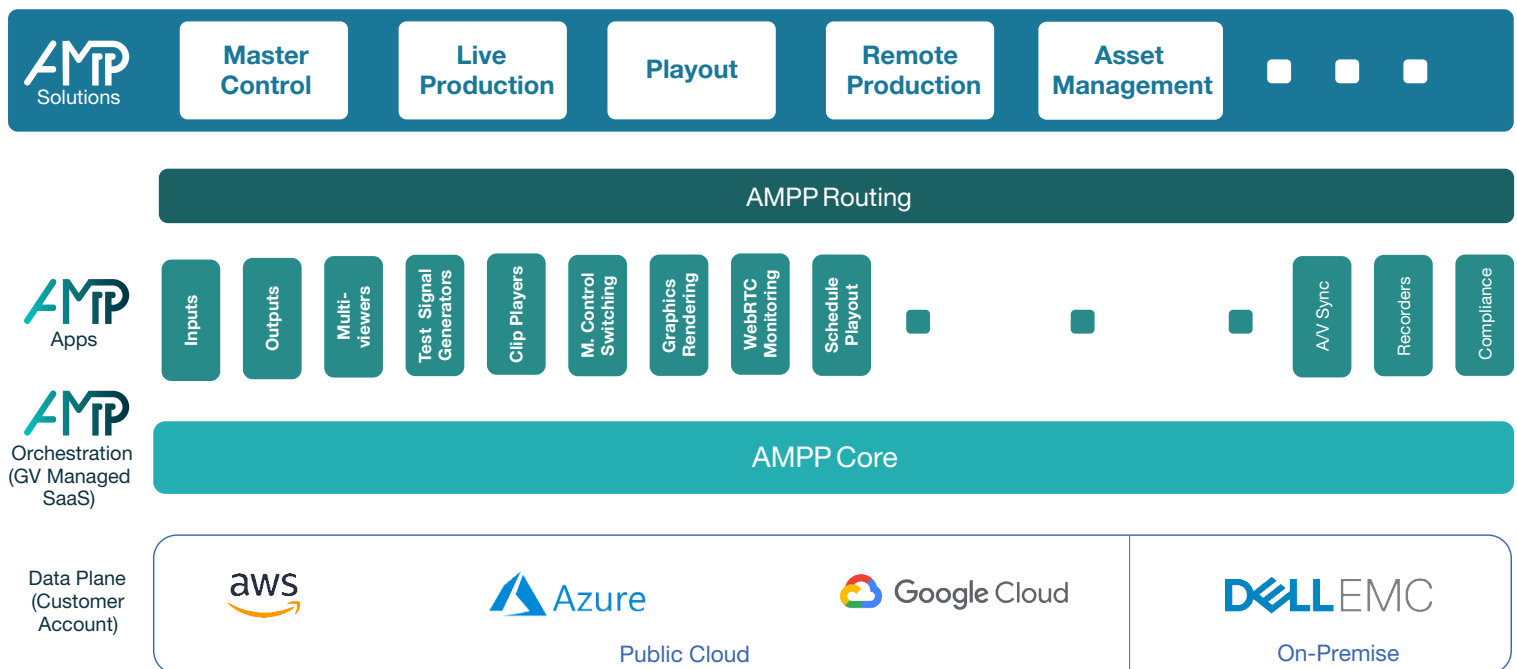 AMPP
Solutions
Master
Control
Live
Production
Playout
Remote
Production
Asset
Management
AMPP Routing
AMPP
Apps
Inputs
Outputs
Multi-
viewers
Test Signal
Generators
Clip Players
M. Control
Switching
Graphics
Rendering
WebRTC
Monitoring
Schedule
Playout
A/V Sync
Recorders
Compliance
AMPP
Orchestration
(GV Managed
SaaS)
AMPP Core
Data Plane
(Customer
Account)
aws
Azure
Google Cloud
DELL EMC
Public Cloud
On-Premise